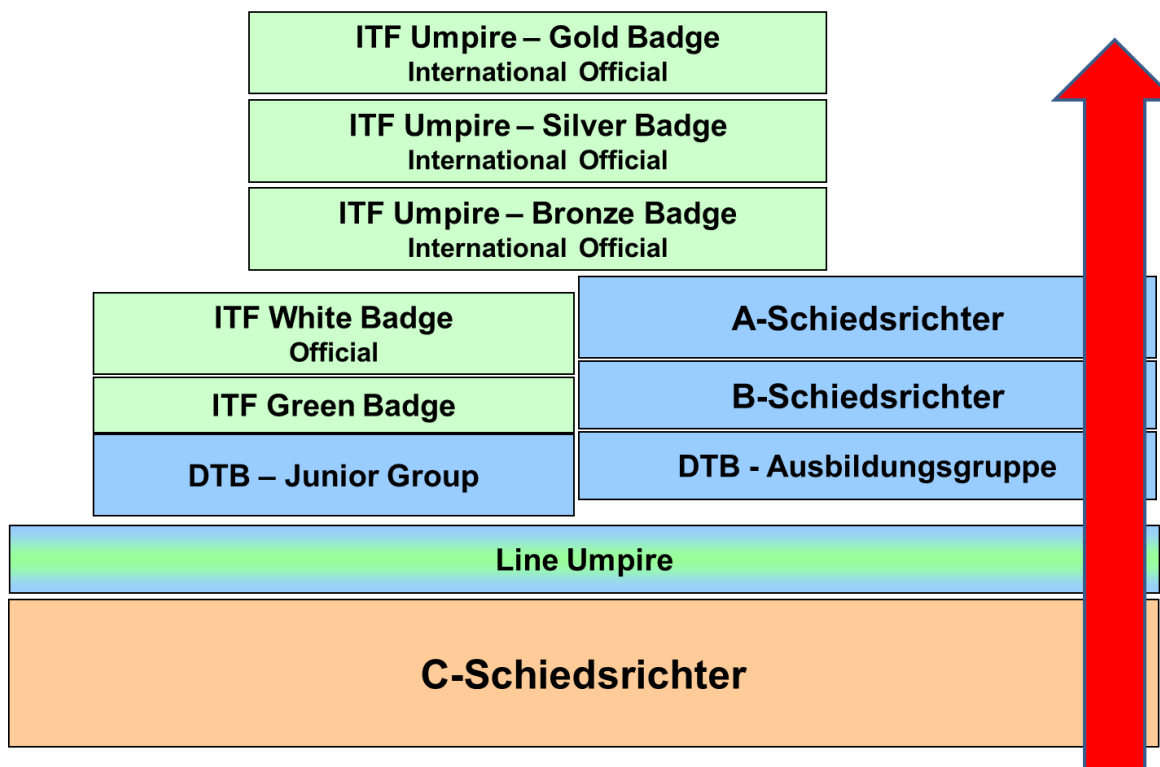 ITF Umpire – Gold Badge
International Official
ITF Umpire – Silver Badge
International Official
ITF Umpire – Bronze Badge
International Official
ITF White Badge
Official
ITF Green Badge
DTB – Junior Group
A-Schiedsrichter
B-Schiedsrichter
DTB - Ausbildungsgruppe
Line Umpire
C-Schiedsrichter